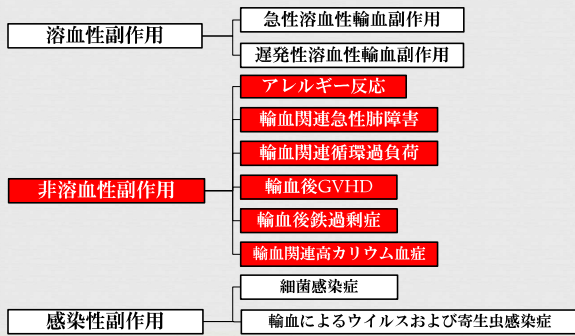 溶血性副作用
急性溶血性輸血副作用
遅発性溶血性輸血副作用
非溶血性副作用
アレルギー反応
輸血関連急性肺障害
輸血関連循環過負荷
輸血後GVHD
輸血後鉄過剰症
輸血関連高カリウム血症
感染性副作用
細菌感染症
輸血によるウイルスおよび寄生虫感染症